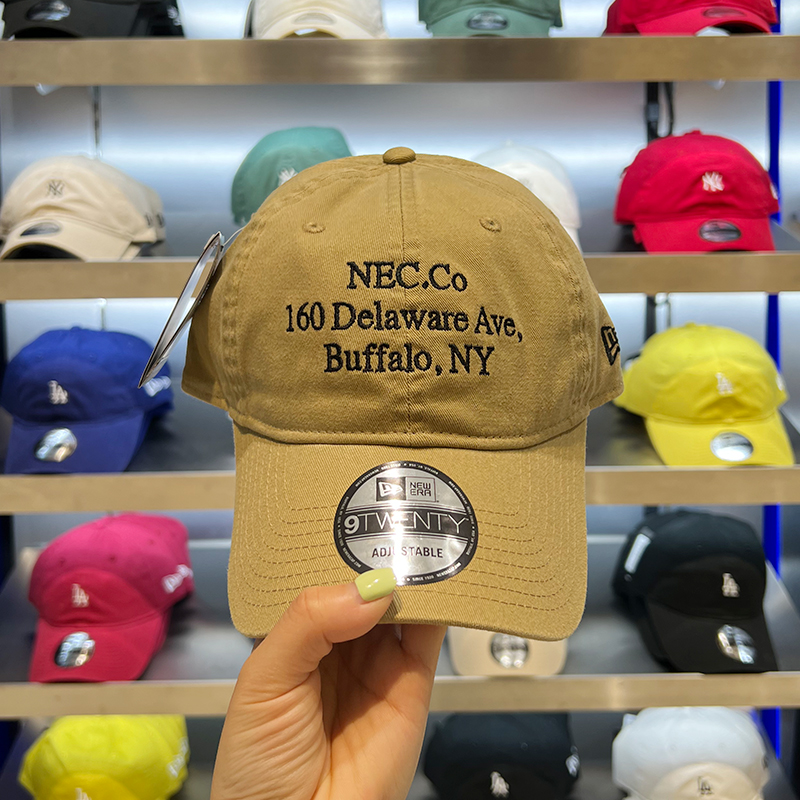 NEC.Co
160 Delaware Ave,
Buffalo, NY
NEW ERA
9TWENTY
ADJUSTABLE